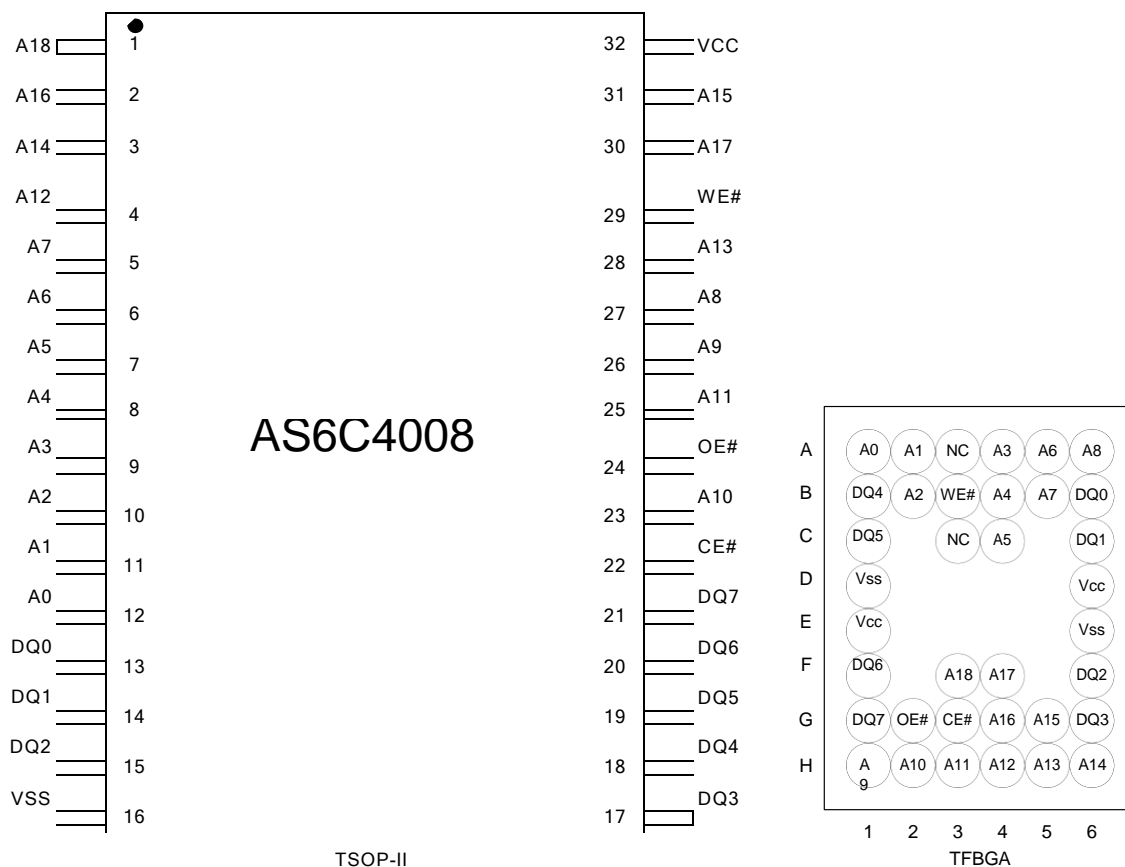 A18 1 32 VCC
A16 2 31 A15
A14 3 30 A17
A12 4 29 WE#
A7 5 28 A13
A6 6 27 A8
A5 7 26 A9
A4 8 25 A11
AS6C4008
A3 9 24 OE#
A2 10 23 A10
A1 11 22 CE#
A0 12 21 DQ7
DQ0 13 20 DQ6
DQ1 14 19 DQ5
DQ2 15 18 DQ4
VSS 16 17 DQ3
TSOP-II
A A0 A1 NC A3 A6 A8
B DQ4 A2 WE# A4 A7 DQ0
C DQ5 NC A5 DQ1
D Vss Vcc
E Vcc Vss
F DQ6 A18 A17 DQ2
G DQ7 OE# CE# A16 A15 DQ3
H A9 A10 A11 A12 A13 A14
1 2 3 4 5 6
TFBGA